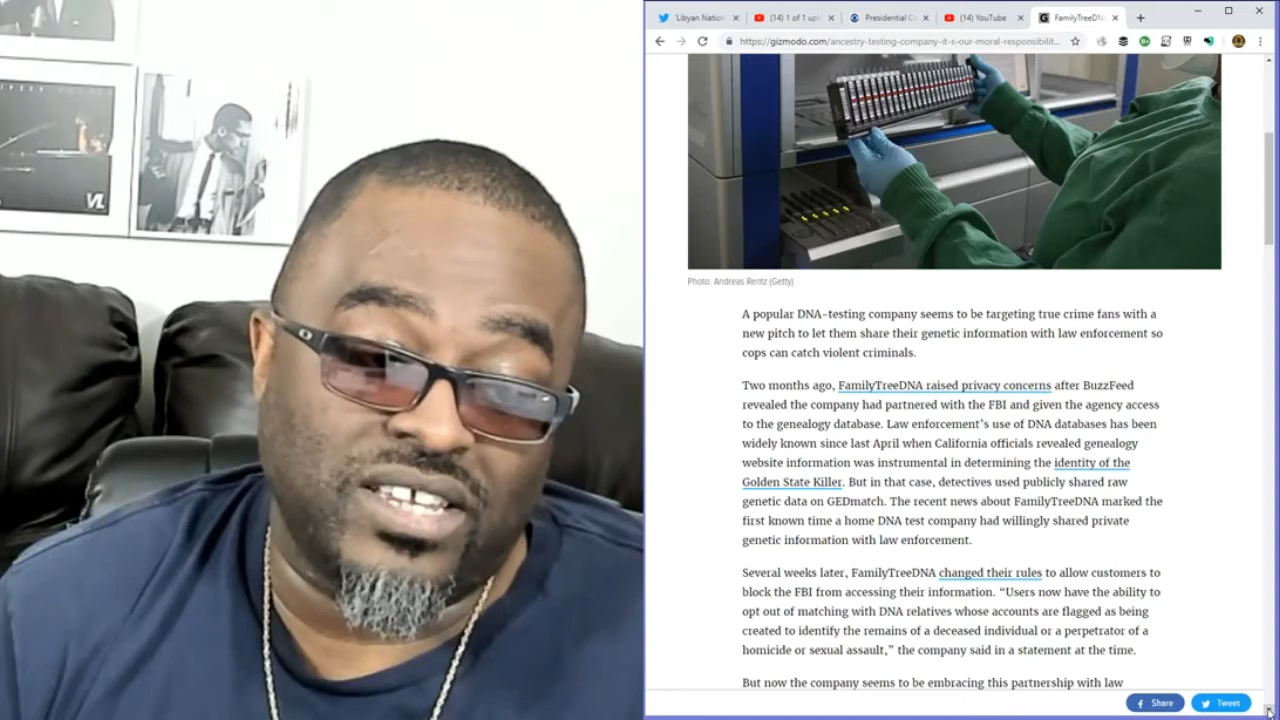 'Libyan Nation
(14) 1 of 1 upl
Presidential C
(14) YouTube
FamilyTreeDN
https://gizmodo.com/ancestry-testing-company-it-s-our-moral-responsibilit...
VL
Photo: Andreas Rentz (Getty)
A popular DNA-testing company seems to be targeting true crime fans with a
new pitch to let them share their genetic information with law enforcement so
cops can catch violent criminals.
Two months ago, FamilyTreeDNA raised privacy concerns after BuzzFeed
revealed the company had partnered with the FBI and given the agency access
to the genealogy database. Law enforcement's use of DNA databases has been
widely known since last April when California officials revealed genealogy
website information was instrumental in determining the identity of the
Golden State Killer. But in that case, detectives used publicly shared raw
genetic data on GEDmatch. The recent news about FamilyTreeDNA marked the
first known time a home DNA test company had willingly shared private
genetic information with law enforcement.
Several weeks later, FamilyTreeDNA changed their rules to allow customers to
block the FBI from accessing their information. “Users now have the ability to
opt out of matching with DNA relatives whose accounts are flagged as being
created to identify the remains of a deceased individual or a perpetrator of a
homicide or sexual assault,” the company said in a statement at the time.
But now the company seems to be embracing this partnership with law
Share
Tweet